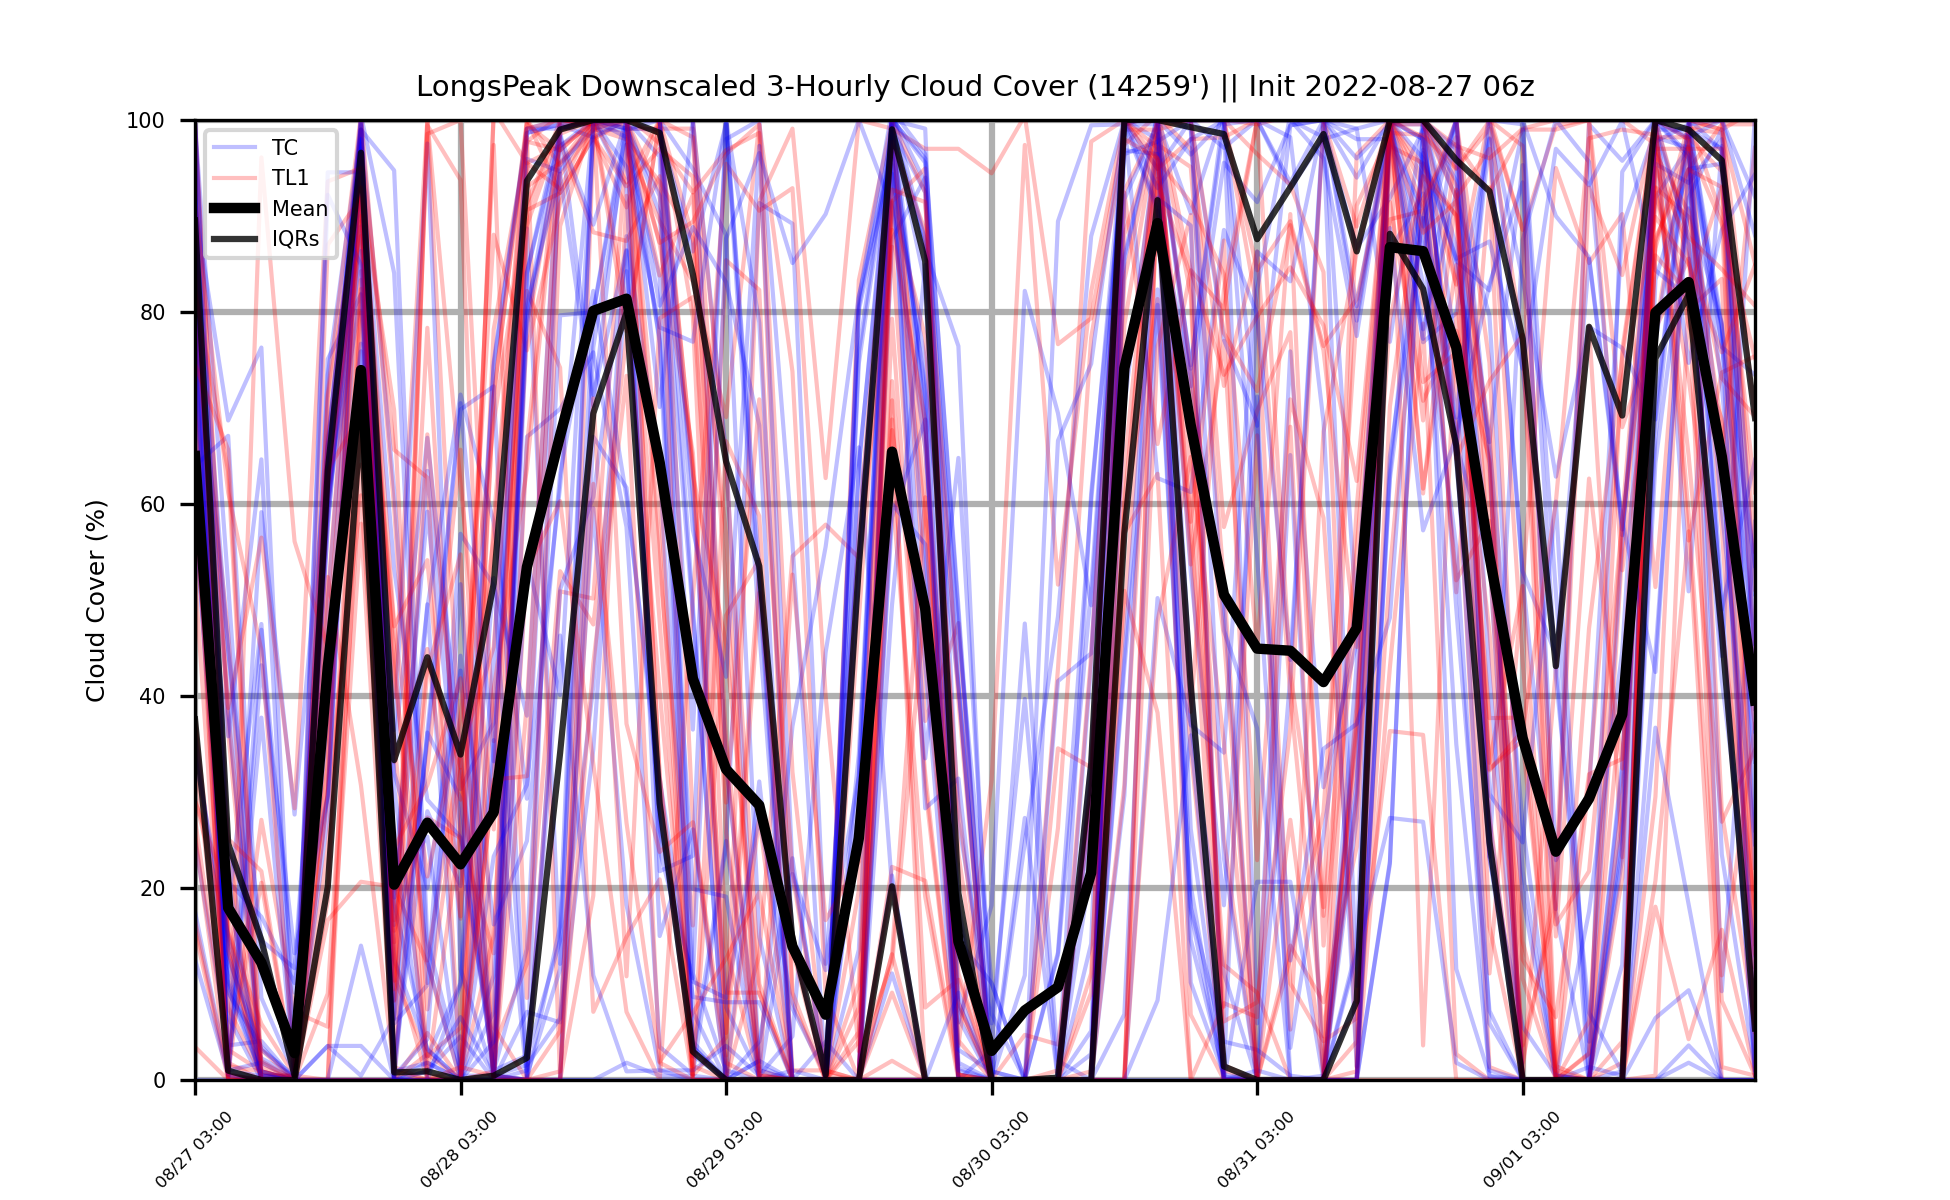 LongsPeak Downscaled 3-Hourly Cloud Cover (14259') || Init 2022-08-27 06z
Cloud Cover (%)
100
80
60
40
20
0
TC
TL1
Mean
IQRs
08/27 03:00
08/28 03:00
08/29 03:00
08/30 03:00
08/31 03:00
09/01 03:00